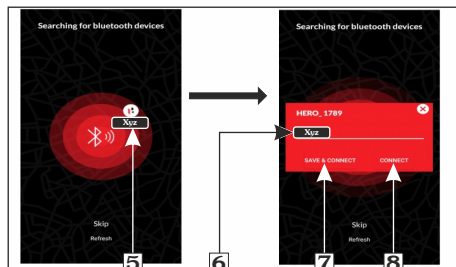 Searching for bluetooth devices
Xyz
Skip
Refresh
5
6
Searching for bluetooth devices
HERO_1789
Xyz
SAVE & CONNECT CONNECT
Skip
Refresh
7
8